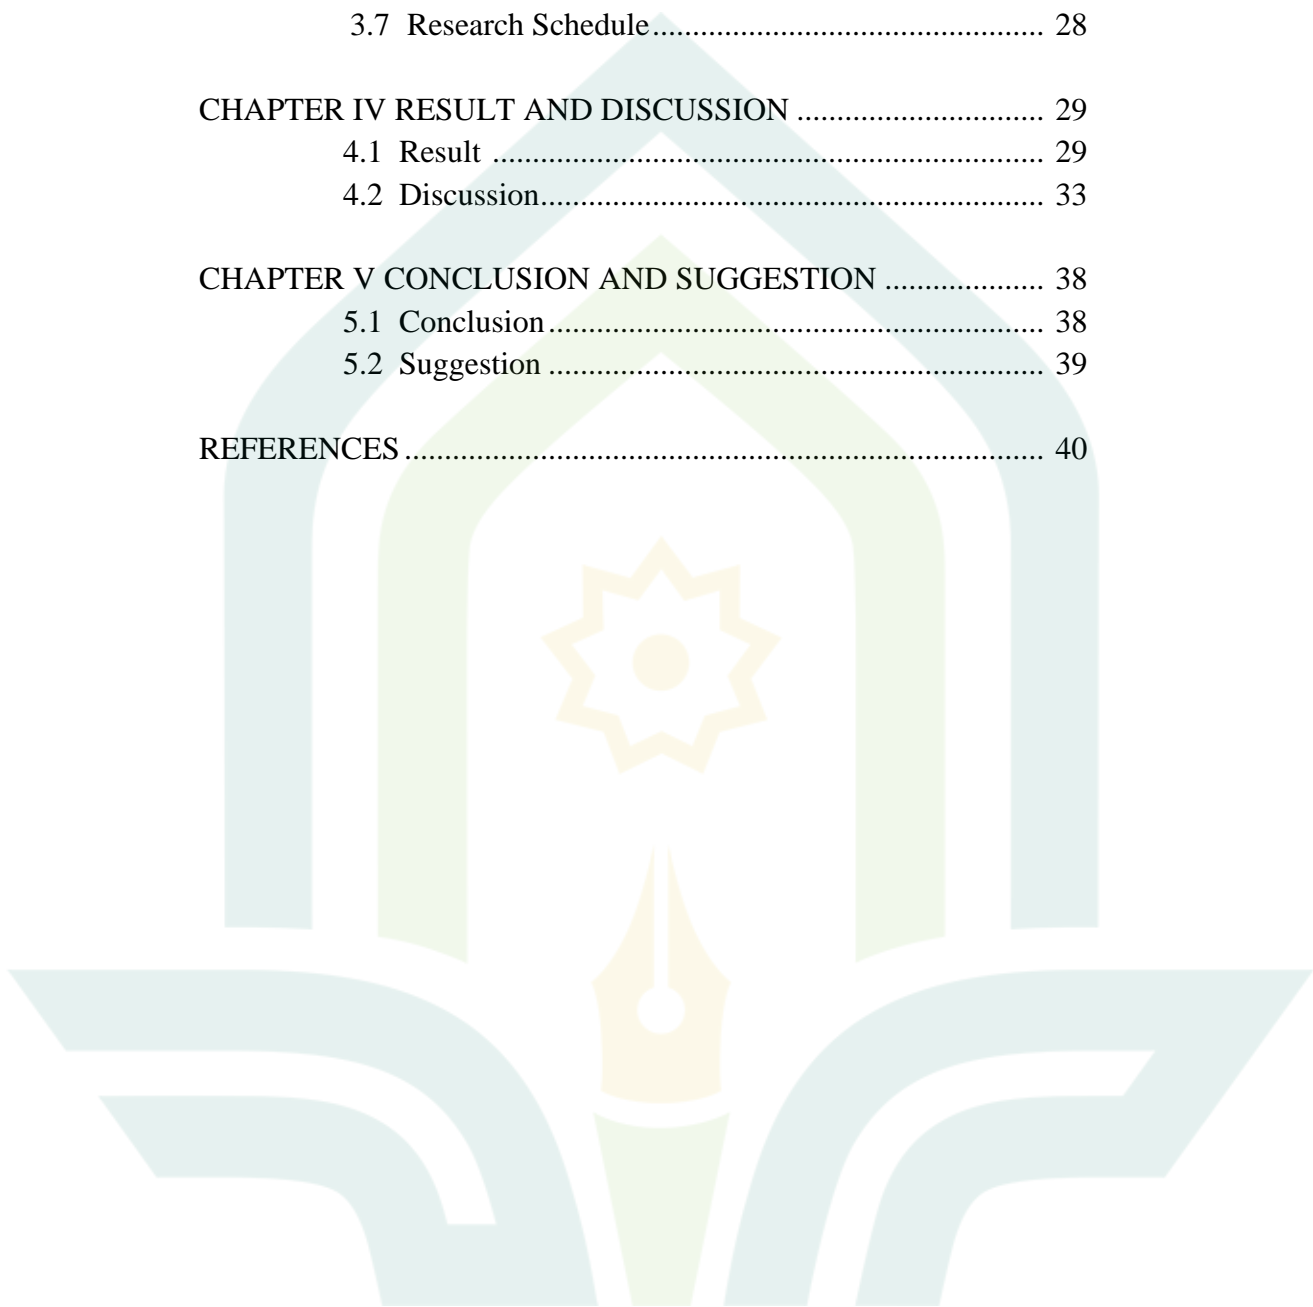 3.7 Research Schedule................................................ 28
CHAPTER IV RESULT AND DISCUSSION ............................... 29
4.1 Result .................................................................... 29
4.2 Discussion.............................................................. 33
CHAPTER V CONCLUSION AND SUGGESTION .................... 38
5.1 Conclusion............................................................. 38
5.2 Suggestion ............................................................. 39
REFERENCES............................................................................... 40